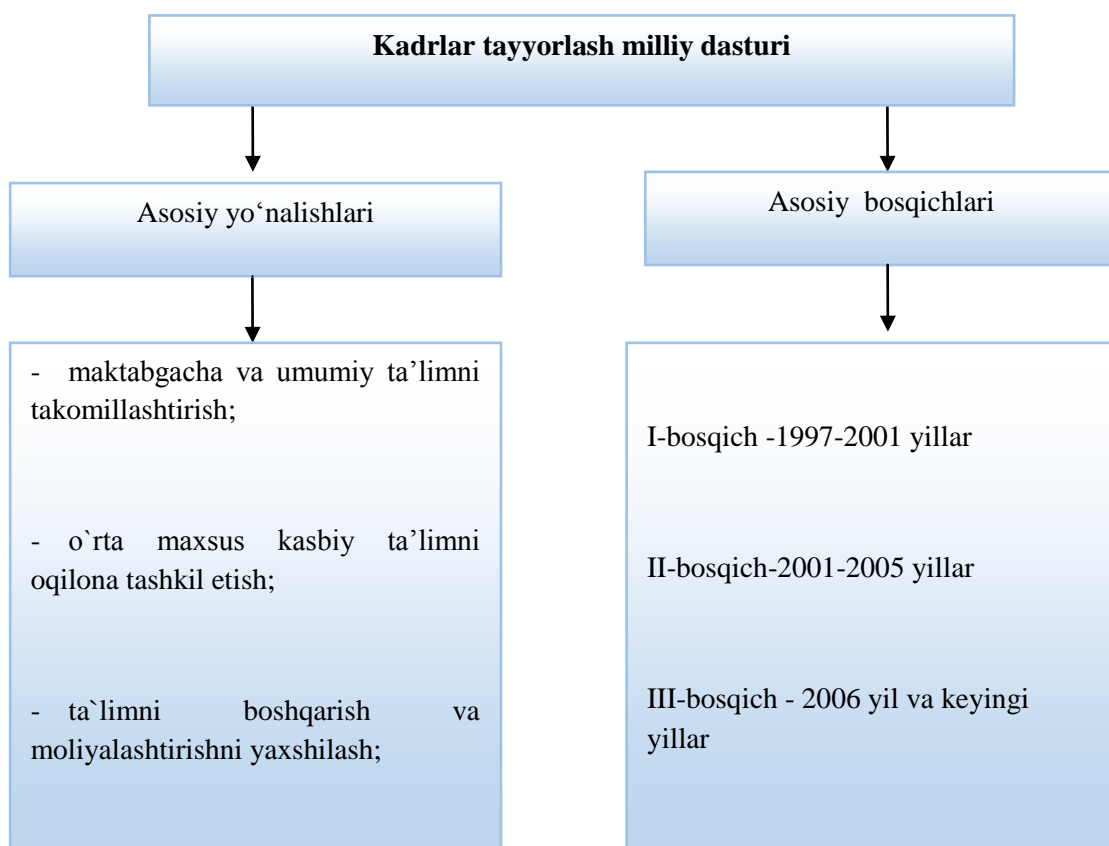 Kadrlar tayyorlash milliy dasturi
Asosiy yo‘nalishlari
Asosiy bosqichlari
- maktabgacha va umumiy ta’limni
takomillashtirish;
- o`rta maxsus kasbiy ta’limni
oqilona tashkil etish;
- ta`limni boshqarish va
moliyalashtirishni yaxshilash;
I-bosqich -1997-2001 yillar
II-bosqich-2001-2005 yillar
III-bosqich - 2006 yil va keyingi
yillar